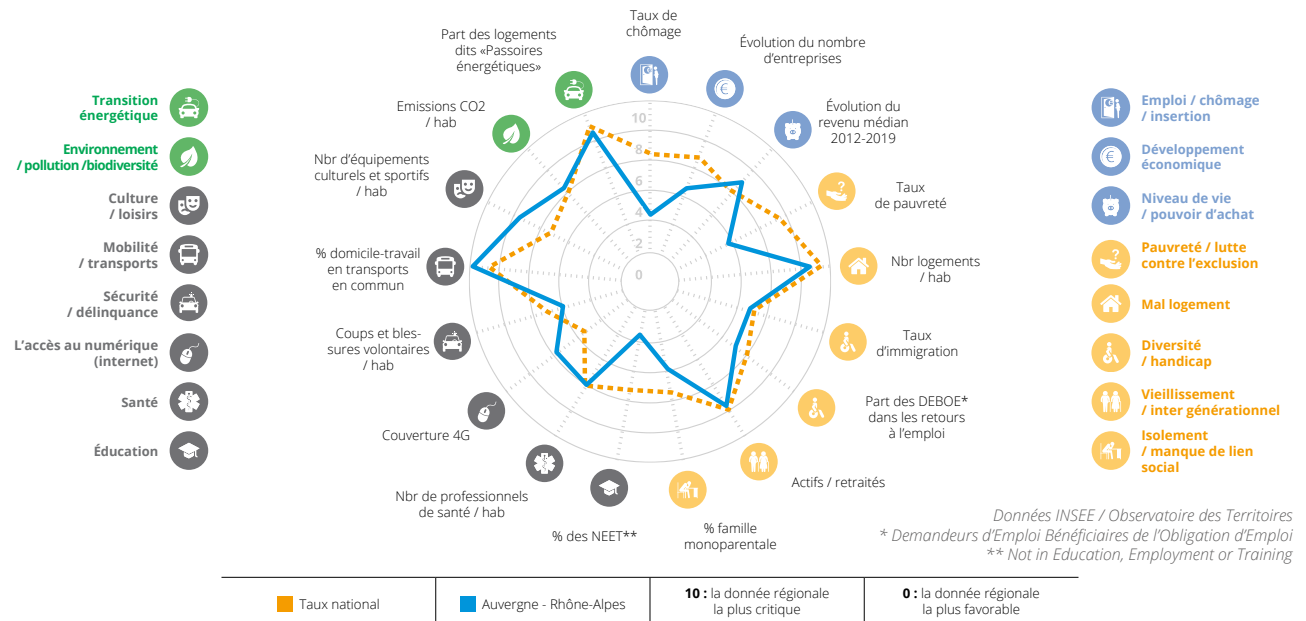 Taux de
chômage
Évolution du nombre
d’entreprises
Évolution du
revenu médian
2012-2019
Taux
de pauvreté
Nbr logements
/ hab
Taux
d’immigration
Part des DEBOE*
dans les retours
à l’emploi
Actifs / retraités
% famille
monoparentale
% des NEET**
Nbr de professionnels
de santé / hab
Couverture 4G
Coups et bles-
sures volontaires
/ hab
% domicile-travail
en transports
en commun
Nbr d’équipements
culturels et sportifs
/ hab
Emissions CO2
/ hab
Part des logements
dits «Passoires
énergétiques»
10
8
6
4
2
0
Transition
énergétique
Environnement
/ pollution /biodiversité
Culture
/ loisirs
Mobilité
/ transports
Sécurité
/ délinquance
L’accès au numérique
(internet)
Santé
Éducation
Emploi / chômage
/ insertion
Développement
économique
Niveau de vie
/ pouvoir d’achat
Pauvreté / lutte
contre l’exclusion
Mal logement
Diversité
/ handicap
Vieillissement
/ inter générationnel
Isolement
/ manque de lien
social
Données INSEE / Observatoire des Territoires
* Demandeurs d’Emploi Bénéficiaires de l’Obligation d’Emploi
** Not in Education, Employment or Training
Taux national
Auvergne - Rhône-Alpes
10 : la donnée régionale
la plus critique
0 : la donnée régionale
la plus favorable